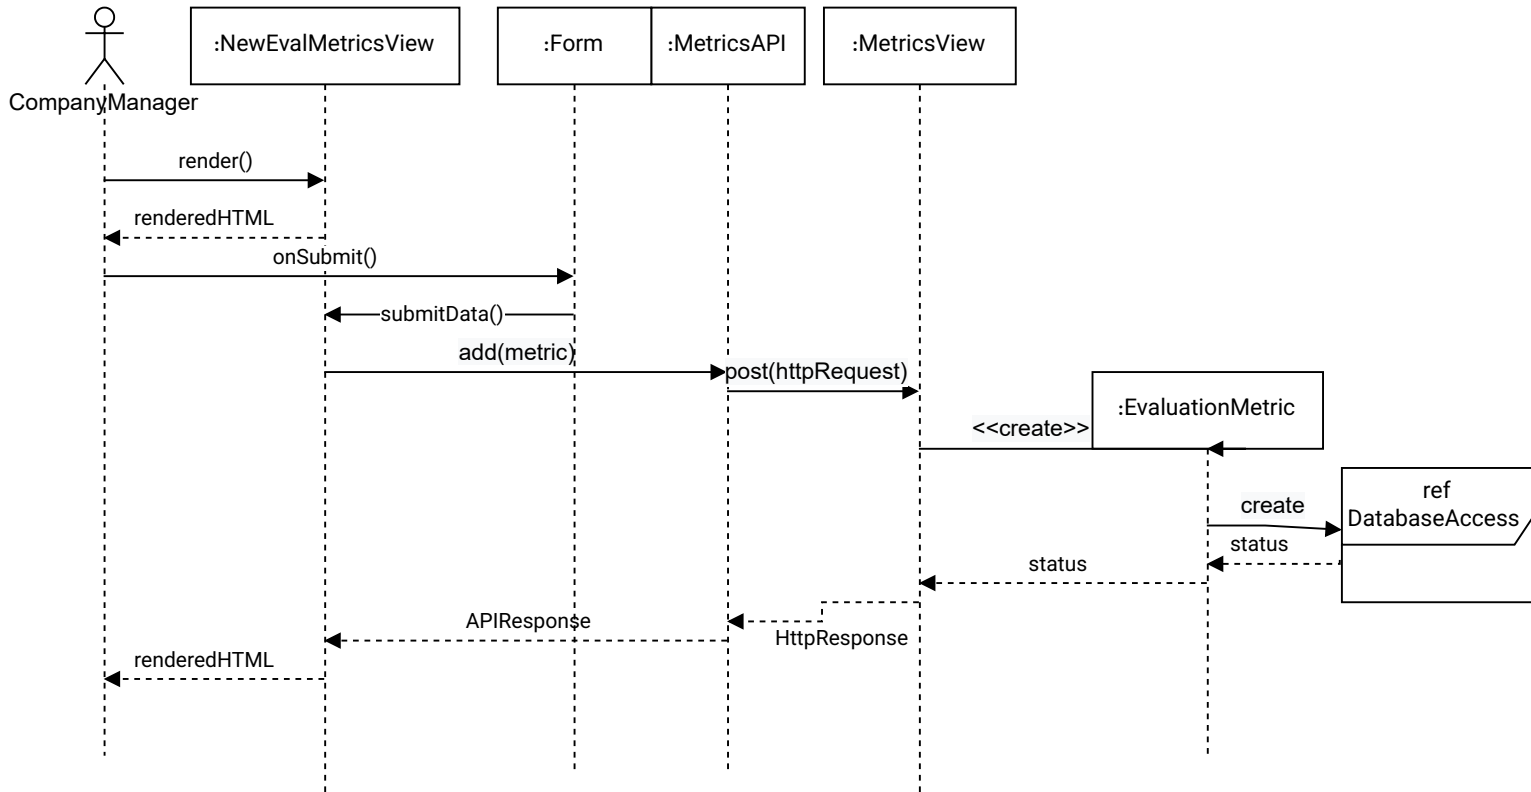 :NewEvalMetricsView
:Form
:MetricsAPI
:MetricsView
CompanyManager
render()
renderedHTML
onSubmit()
submitData()
add(metric)
post(httpRequest)
:EvaluationMetric
<<create>>
ref
DatabaseAccess
create
status
status
APIResponse
HttpResponse
renderedHTML